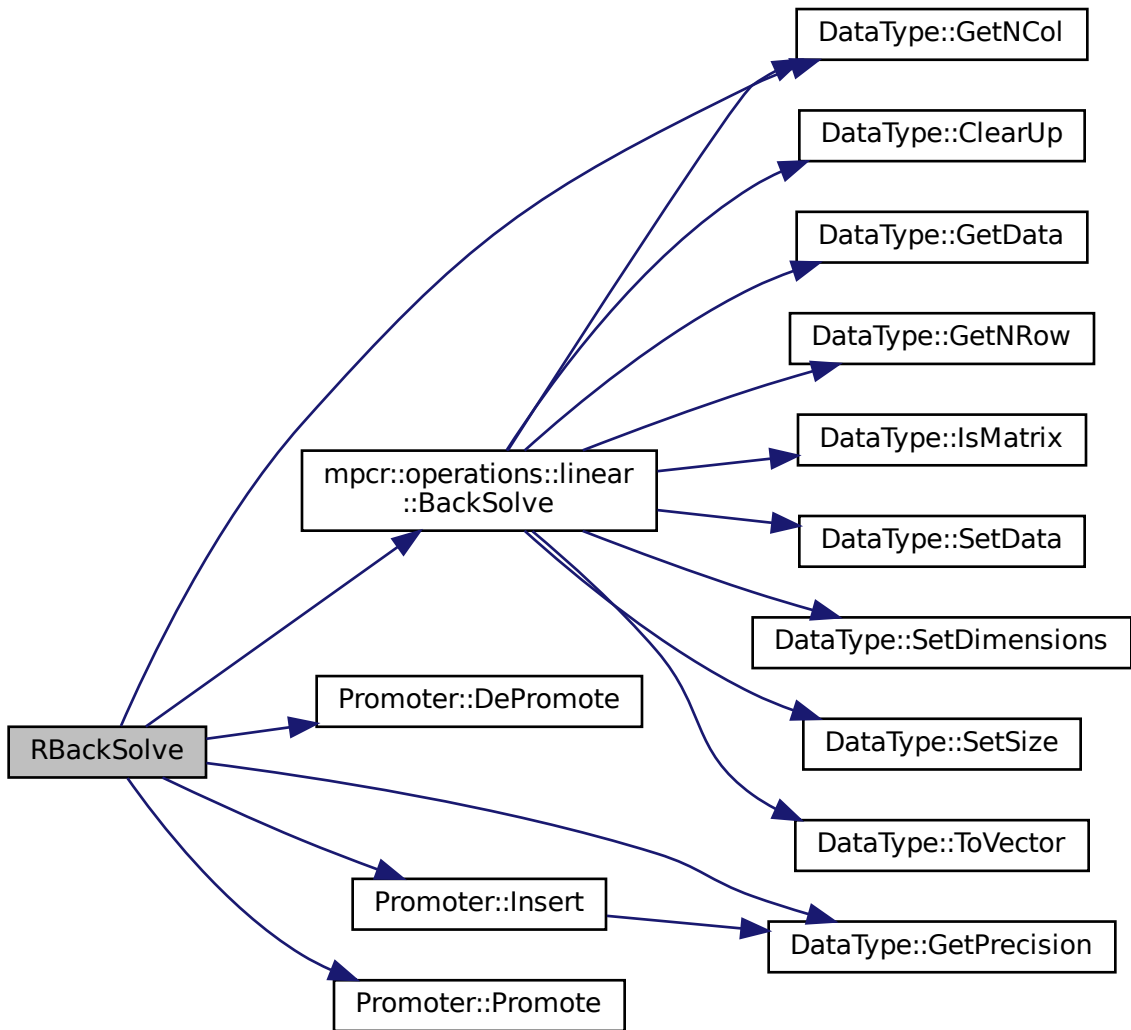 DataType::GetNCol
DataType::ClearUp
DataType::GetData
DataType::GetNRow
DataType::IsMatrix
mpcr::operations::linear
::BackSolve
DataType::SetData
DataType::SetDimensions
Promoter::DePromote
DataType::SetSize
RBackSolve
DataType::ToVector
Promoter::Insert
DataType::GetPrecision
Promoter::Promote